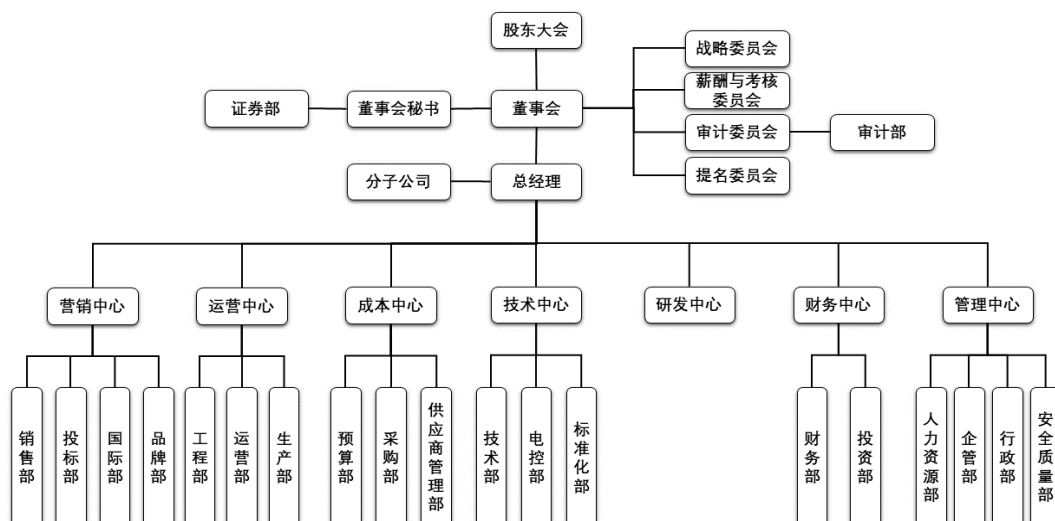 股东大会
战略委员会
薪酬与考核
委员会
证券部
董事会秘书
董事会
审计委员会
审计部
分子公司
总经理
提名委员会
营销中心
运营中心
成本中心
技术中心
研发中心
财务中心
管理中心
销售部
投标部
国际部
品牌部
工程部
运营部
生产部
预算部
采购部
供应商管理部
技术部
电控部
标准化部
财务部
投资部
人力资源部
企管部
行政部
安全质量部